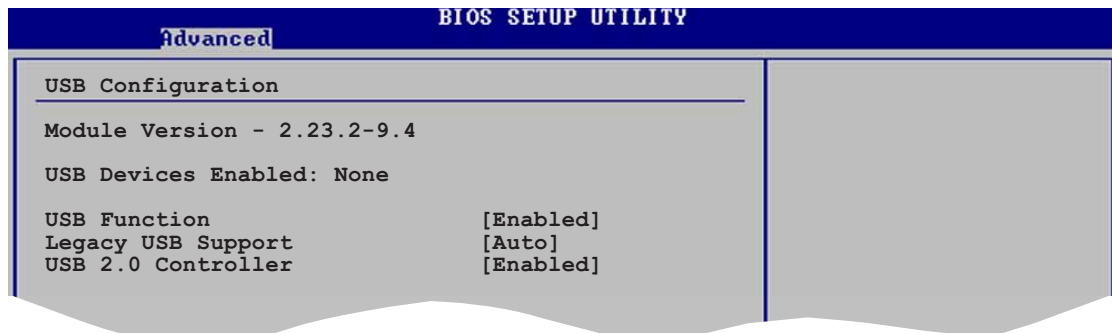 BIOS SETUP UTILITY
Advanced
USB Configuration
Module Version - 2.23.2-9.4
USB Devices Enabled: None
USB Function [Enabled]
Legacy USB Support [Auto]
USB 2.0 Controller [Enabled]